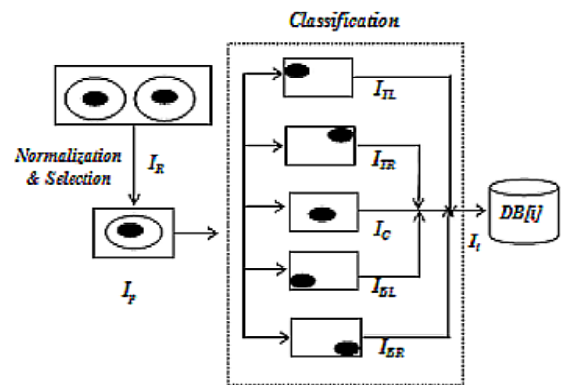 Classification
I_TL
Normalization
& Selection
I_R
I_TR
DB[i]
I_C
I_t
I_p
I_BL
I_BR